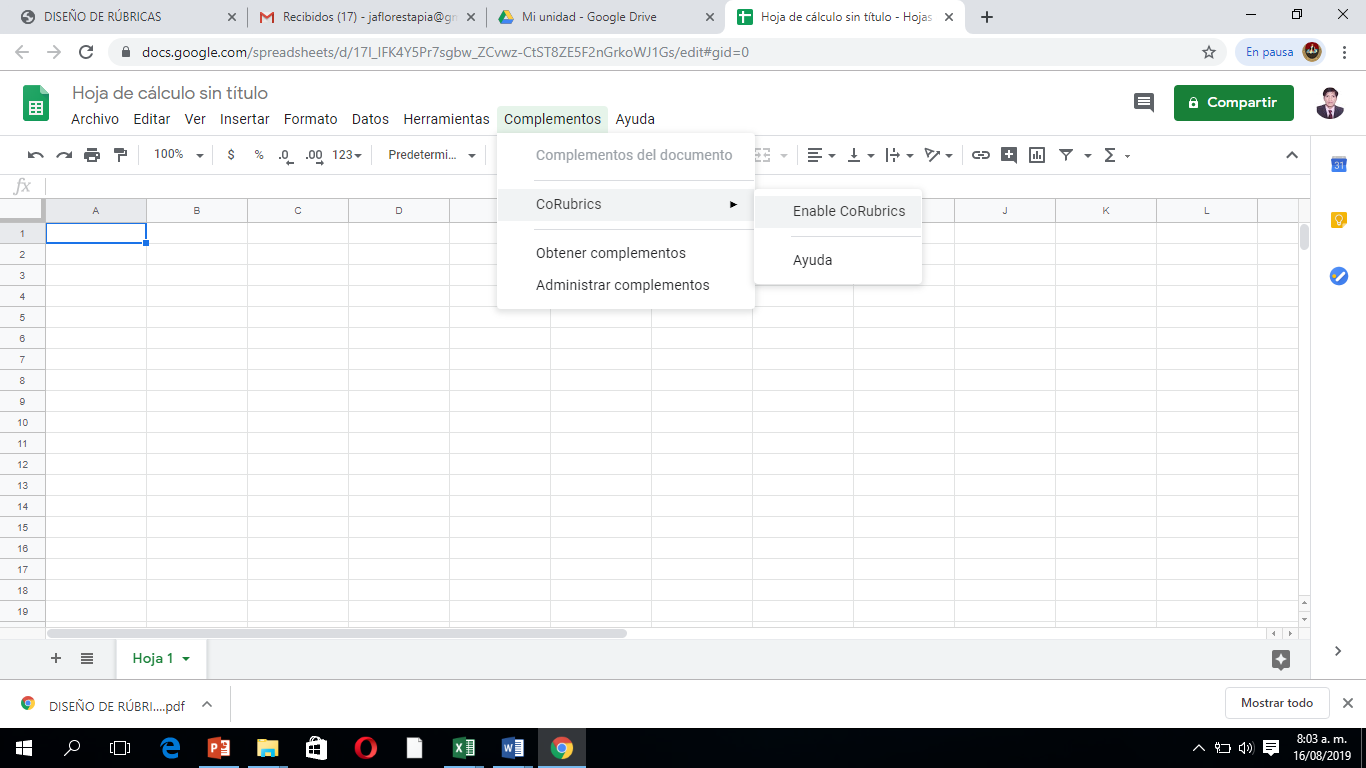 DISEÑO DE RÚBRICAS
Recibidos (17) - jaflorestapia@gm
Mi unidad - Google Drive
Hoja de cálculo sin título - Hojas
docs.google.com/spreadsheets/d/17I_IFK4Y5Pr7sgbw_ZCvwz-CtST8ZE5F2nGrkoWJ1Gs/edit#gid=0
En pausa
Hoja de cálculo sin título
Archivo Editar Ver Insertar Formato Datos Herramientas Complementos Ayuda
Compartir
100% $ % .0 .00 123 Predetermi...
Complementos del documento
CoRubrics
Enable CoRubrics
Obtener complementos
Ayuda
Administrar complementos
fx
A B C D J K L
1
2
3
4
5
6
7
8
9
10
11
12
13
14
15
16
17
18
19
Hoja 1
31
DISEÑO DE RÚBRI....pdf
Mostrar todo
8:03 a. m.
16/08/2019